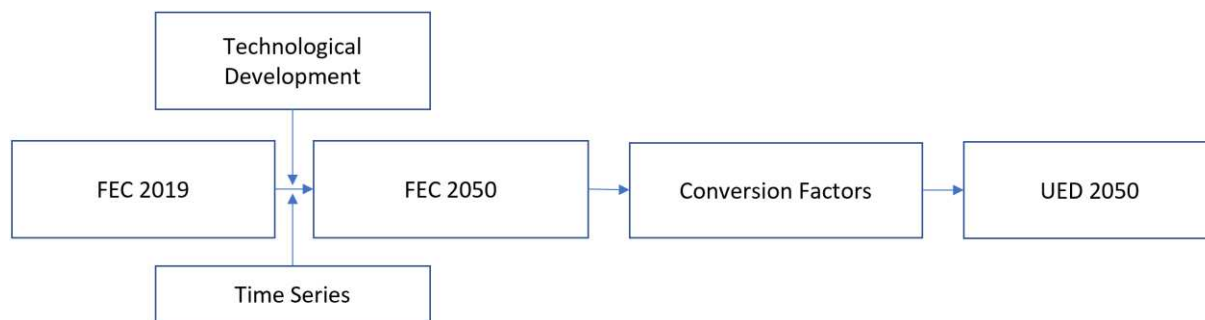 Technological
Development
FEC 2019
FEC 2050
Conversion Factors
UED 2050
Time Series